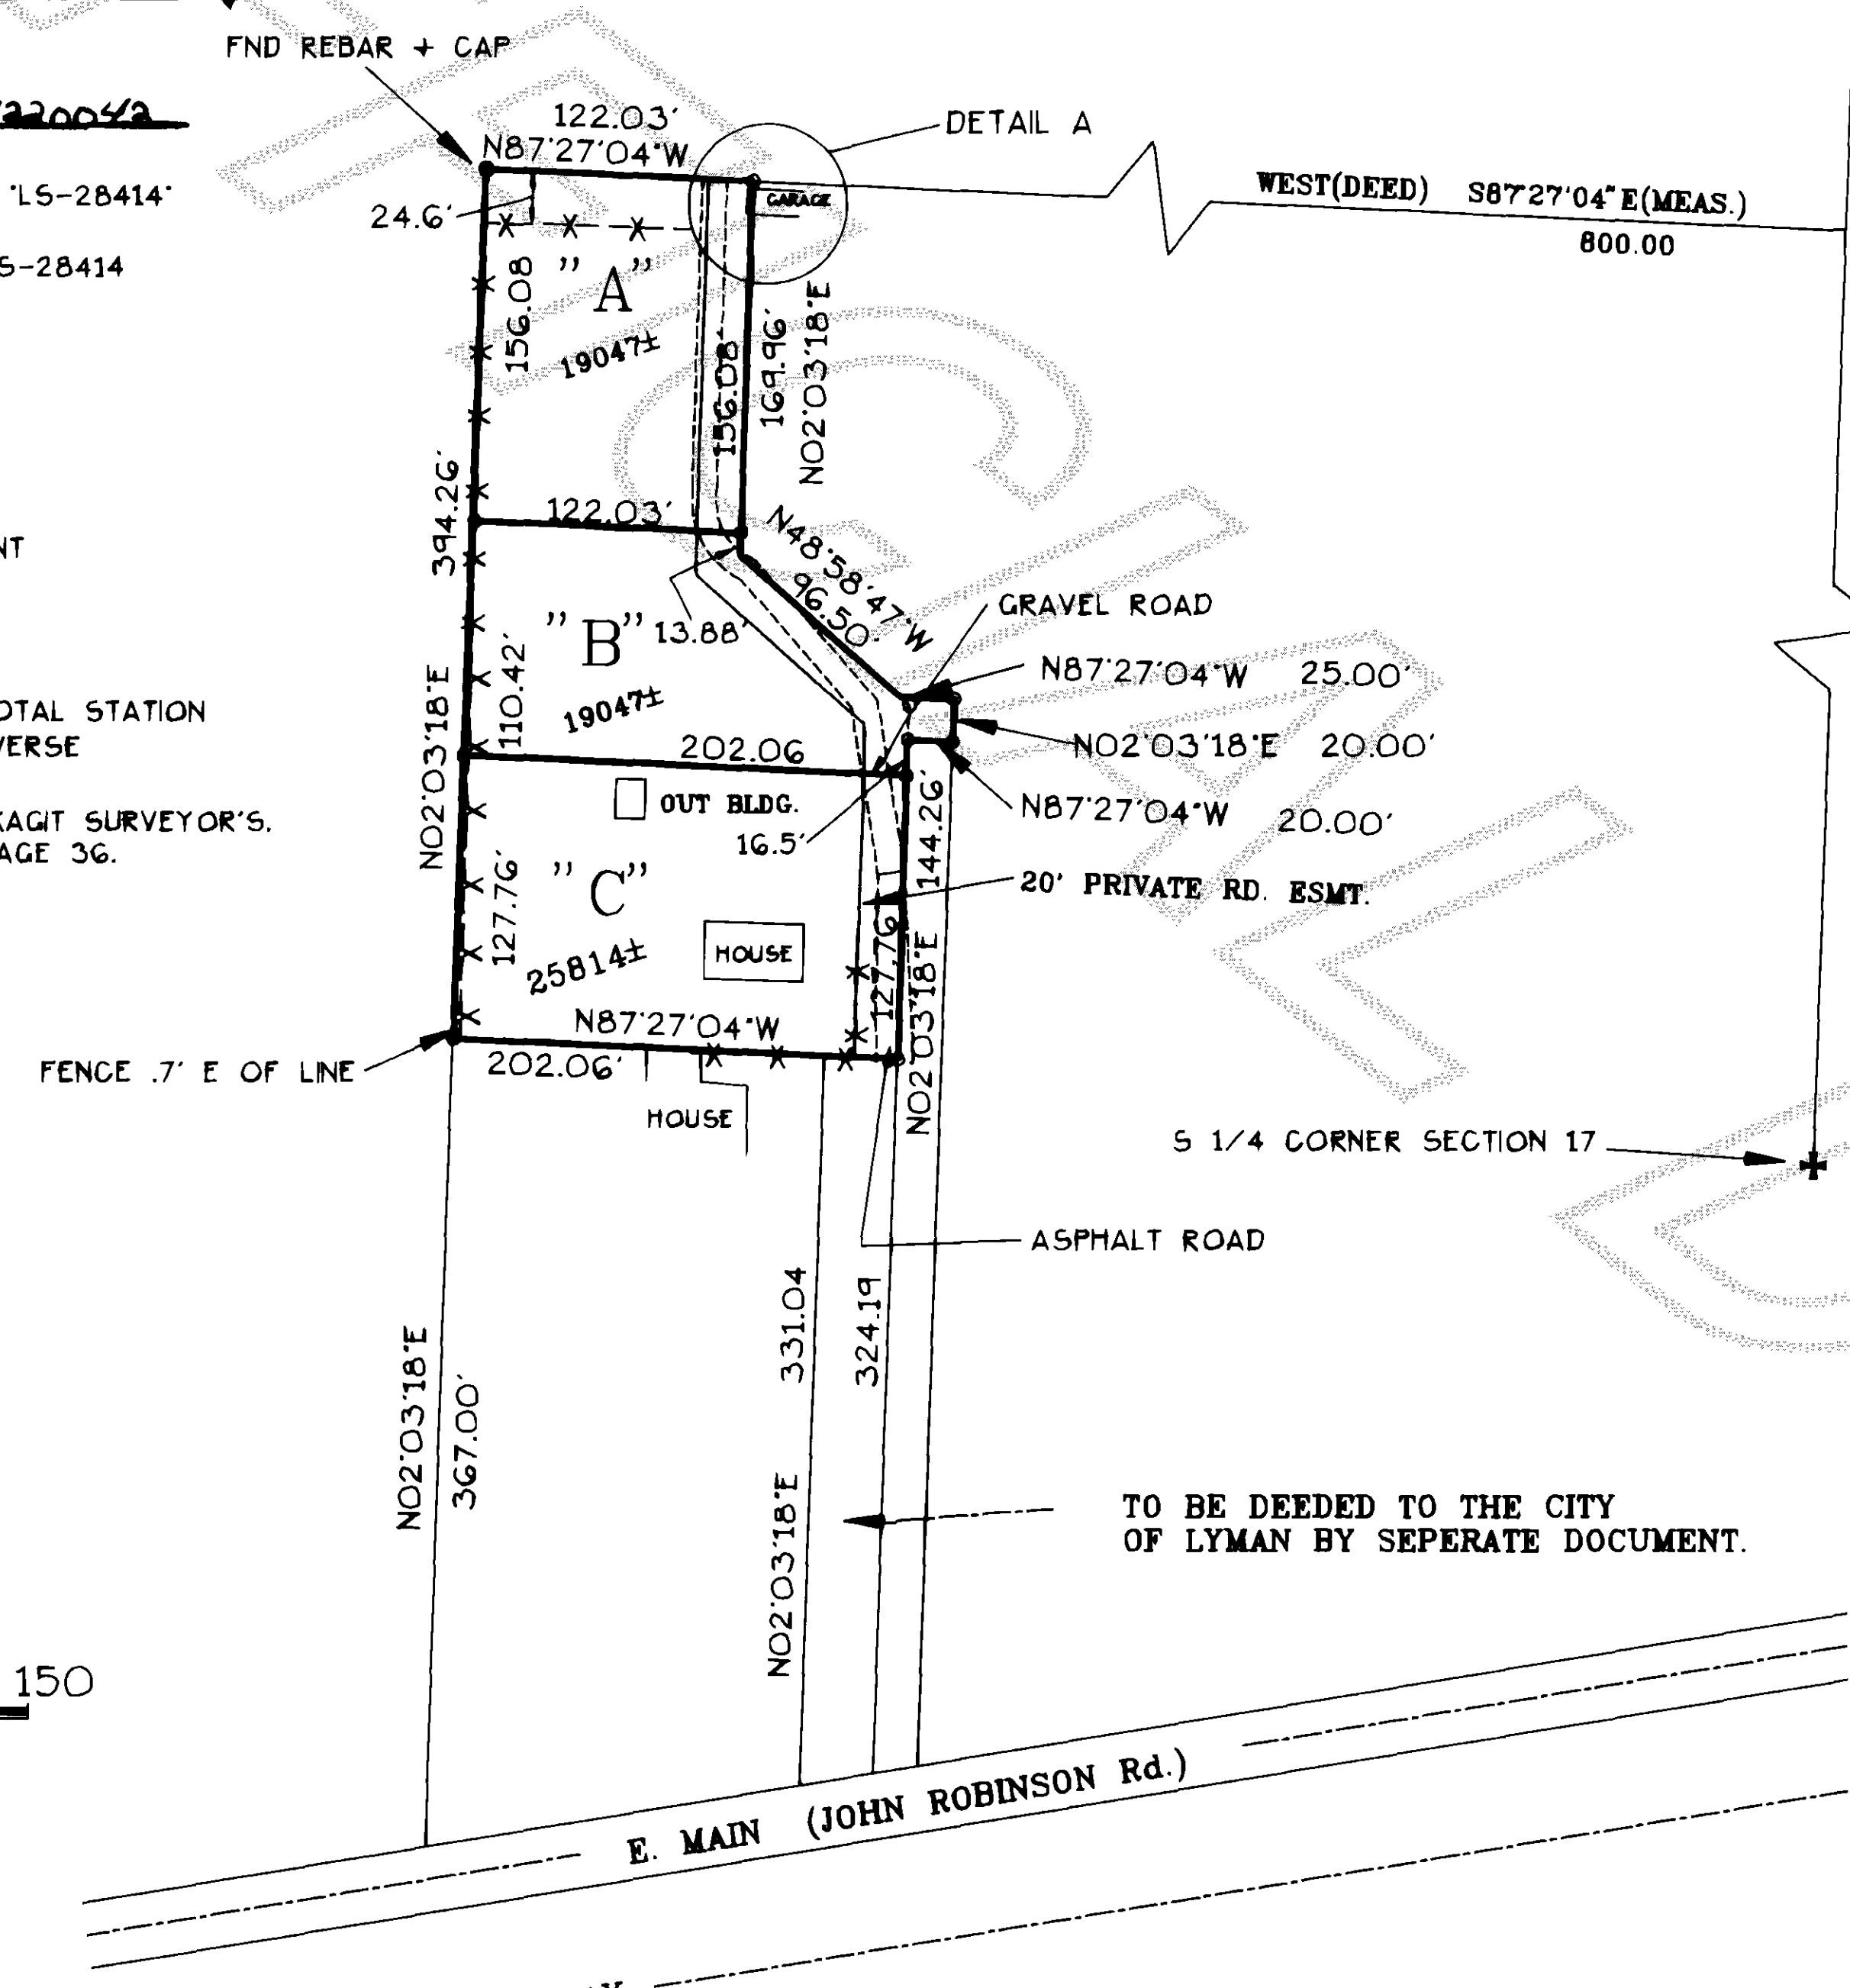 FND REBAR + CAP
122.03'
N87°27'04"W
DETAIL A
"LS-28414"
24.6'
GARAGE
WEST(DEED) S87°27'04"E(MEAS.)
800.00
S-28414
"A"
19047±
156.08
156.08'
169.96'
N02°03'18"E
394.26'
122.03'
N48°58'47"W
96.50'
NT
GRAVEL ROAD
"B"
13.88'
19047±
110.42'
N87°27'04"W 25.00'
N02°03'18"E
OTAL STATION
VERSE
202.06
N02°03'18"E 20.00'
OUT BLDG.
16.5'
N87°27'04"W 20.00'
KAGIT SURVEYOR'S.
AGE 36.
144.26'
"C"
127.76'
20' PRIVATE RD. ESMT.
HOUSE
25814±
127.76
N02°03'18"E
N87°27'04"W
FENCE .7' E OF LINE
202.06'
HOUSE
S 1/4 CORNER SECTION 17
ASPHALT ROAD
331.04
324.19
N02°03'18"E
367.00'
N02°03'18"E
TO BE DEEDED TO THE CITY
OF LYMAN BY SEPERATE DOCUMENT.
150
E. MAIN (JOHN ROBINSON Rd.)